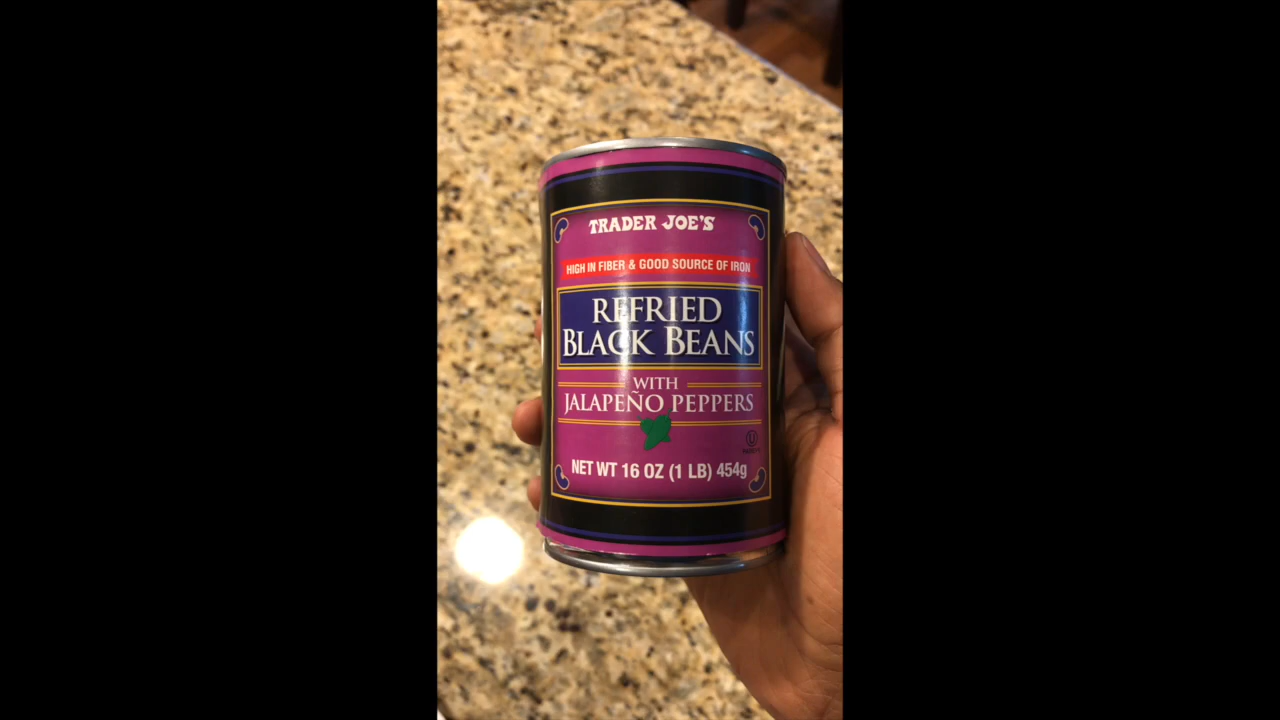 TRADER JOE'S
HIGH IN FIBER & GOOD SOURCE OF IRON
REFRIED
BLACK BEANS
WITH
JALAPEÑO PEPPERS
U
NET WT 16 OZ (1 LB) 454g